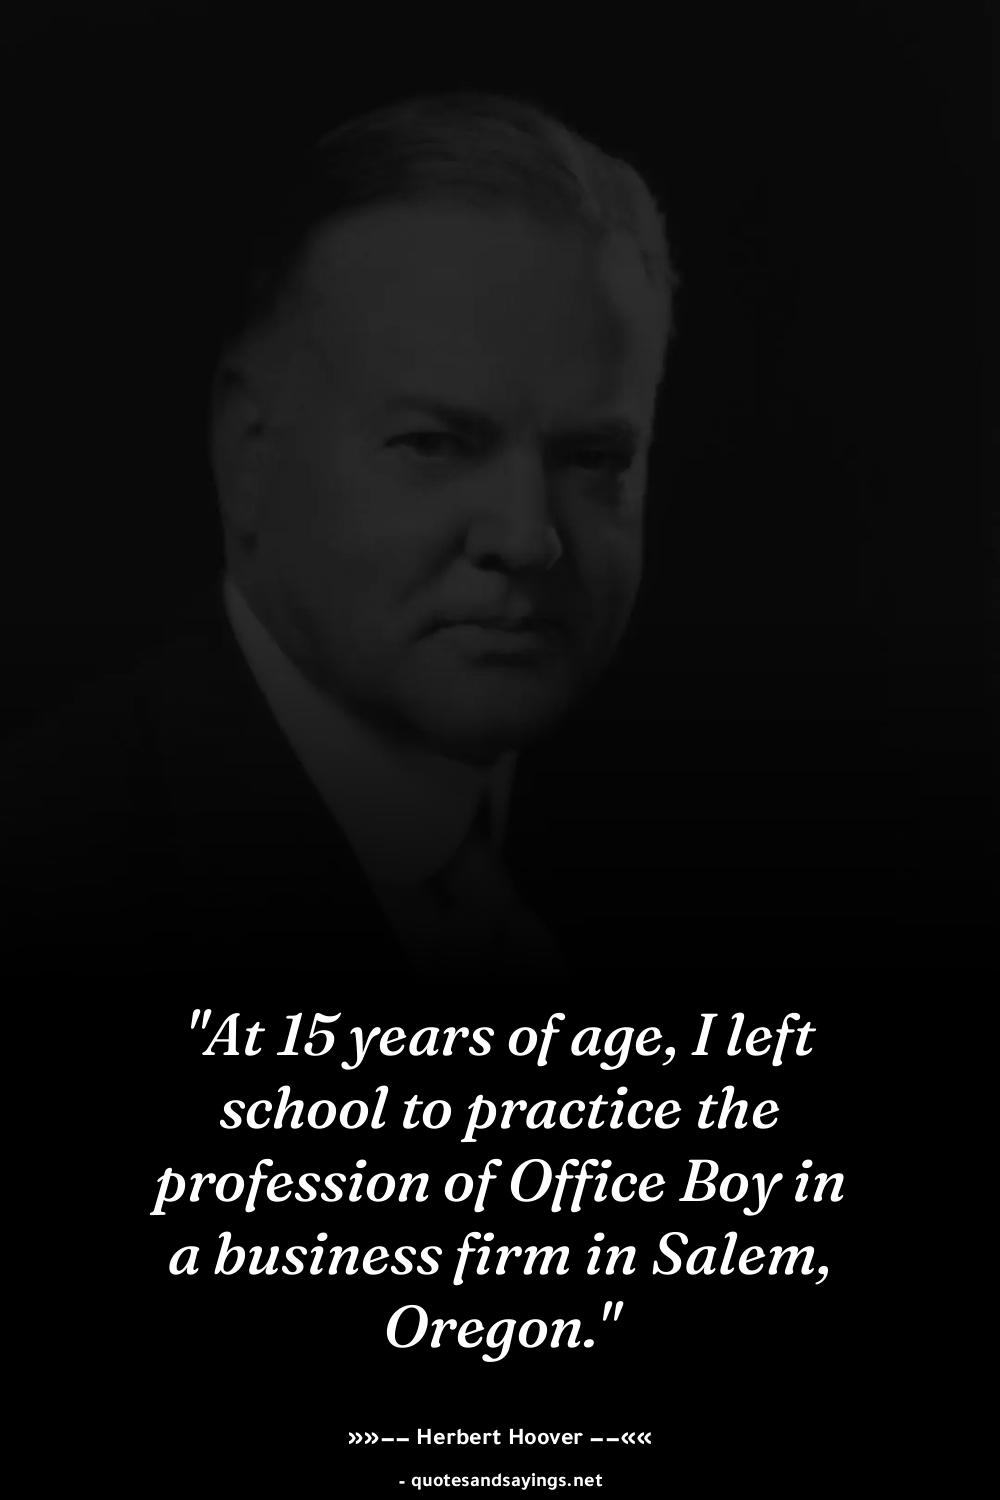 "At 15 years of age, I left
school to practice the
profession of Office Boy in
a business firm in Salem,
Oregon."
»»–– Herbert Hoover ––««
- quotesandsayings.net